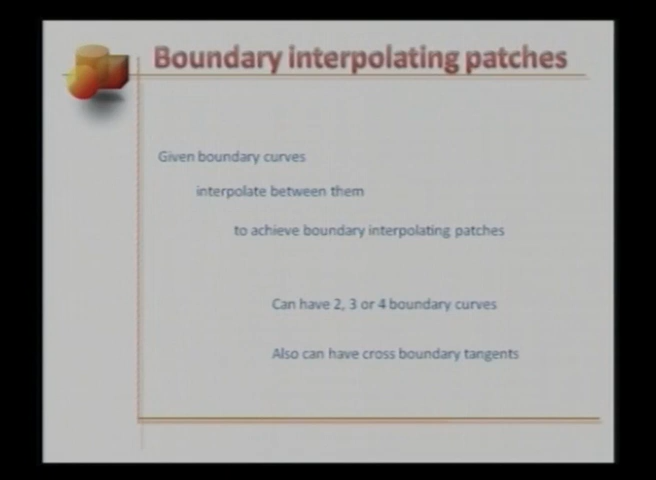 Boundary interpolating patches
Given boundary curves
interpolate between them
to achieve boundary interpolating patches
Can have 2, 3 or 4 boundary curves
Also can have cross boundary tangents